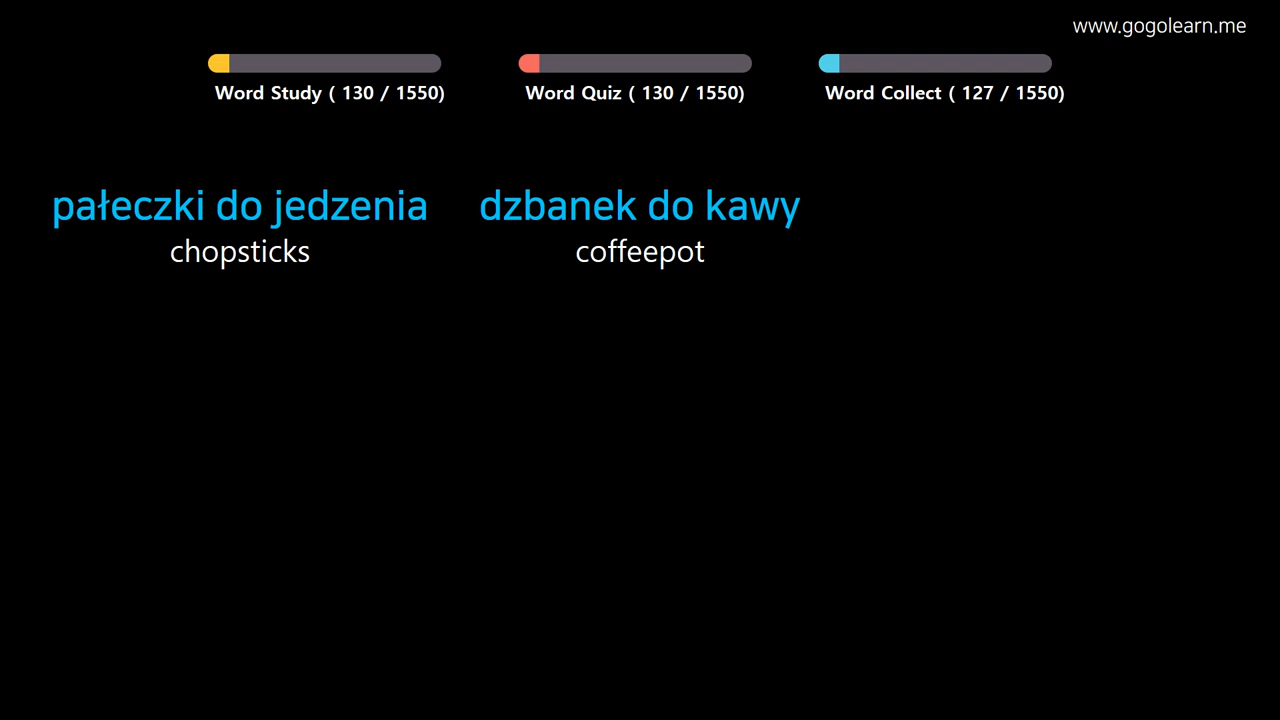 www.gogolearn.me
Word Study ( 130 / 1550)
Word Quiz ( 130 / 1550)
Word Collect ( 127 / 1550)
pałeczki do jedzenia
chopsticks
dzbanek do kawy
coffeepot